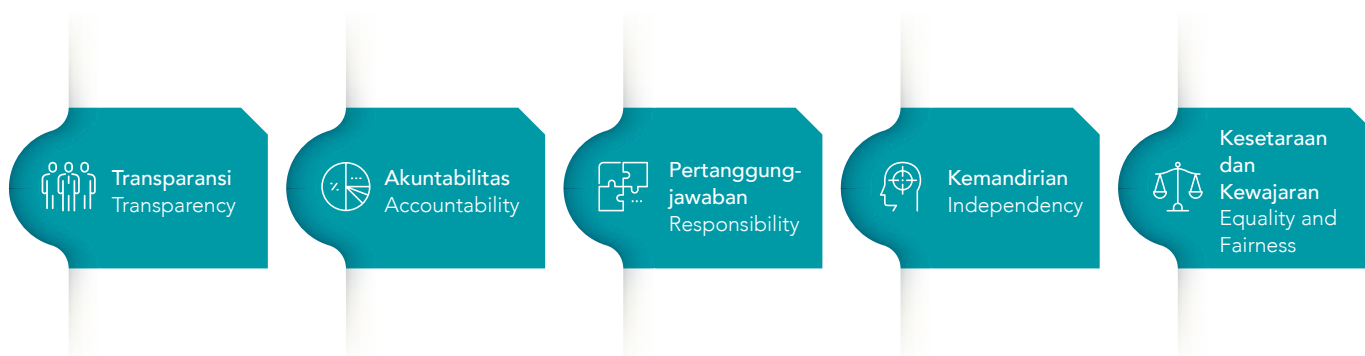 Transparansi
Transparency
Akuntabilitas
Accountability
Pertanggung-
jawaban
Responsibility
Kemandirian
Independency
Kesetaraan
dan
Kewajaran
Equality and
Fairness